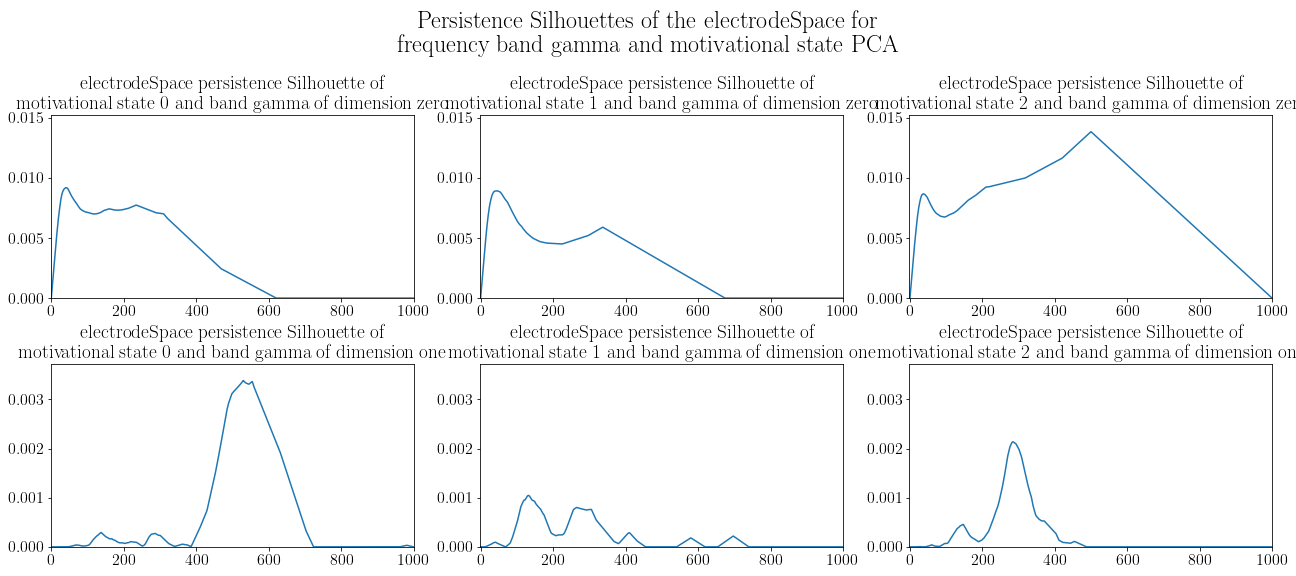 Persistence Silhouettes of the electrodeSpace for
frequency band gamma and motivational state PCA
electrodeSpace persistence Silhouette of
motivational state 0 and band gamma of dimension zero
electrodeSpace persistence Silhouette of
motivational state 1 and band gamma of dimension zero
electrodeSpace persistence Silhouette of
motivational state 2 and band gamma of dimension zer
0.015
0.010
0.005
0.000
0 200 400 600 800 1000
0.015
0.010
0.005
0.000
0 200 400 600 800 1000
0.015
0.010
0.005
0.000
0 200 400 600 800 1000
electrodeSpace persistence Silhouette of
motivational state 0 and band gamma of dimension one
electrodeSpace persistence Silhouette of
motivational state 1 and band gamma of dimension one
electrodeSpace persistence Silhouette of
motivational state 2 and band gamma of dimension on
0.003
0.002
0.001
0.000
0 200 400 600 800 1000
0.003
0.002
0.001
0.000
0 200 400 600 800 1000
0.003
0.002
0.001
0.000
0 200 400 600 800 1000